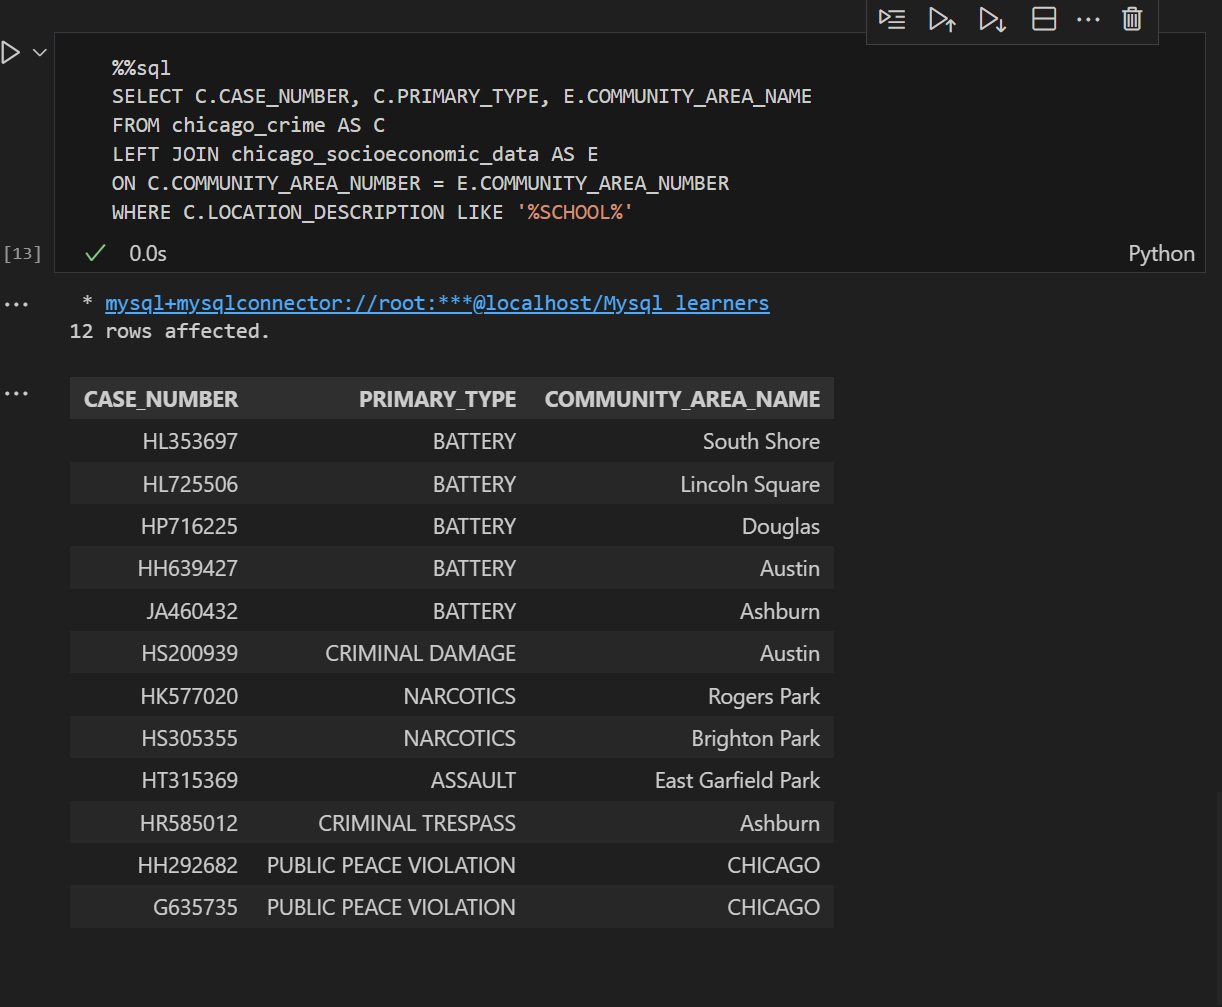 %%sql
SELECT C.CASE_NUMBER, C.PRIMARY_TYPE, E.COMMUNITY_AREA_NAME
FROM chicago_crime AS C
LEFT JOIN chicago_socioeconomic_data AS E
ON C.COMMUNITY_AREA_NUMBER = E.COMMUNITY_AREA_NUMBER
WHERE C.LOCATION_DESCRIPTION LIKE '%SCHOOL%'
[13] 0.0s Python
* mysql+mysqlconnector://root:***@localhost/Mysql_learners
12 rows affected.
CASE_NUMBER PRIMARY_TYPE COMMUNITY_AREA_NAME
HL353697 BATTERY South Shore
HL725506 BATTERY Lincoln Square
HP716225 BATTERY Douglas
HH639427 BATTERY Austin
JA460432 BATTERY Ashburn
HS200939 CRIMINAL DAMAGE Austin
HK577020 NARCOTICS Rogers Park
HS305355 NARCOTICS Brighton Park
HT315369 ASSAULT East Garfield Park
HR585012 CRIMINAL TRESPASS Ashburn
HH292682 PUBLIC PEACE VIOLATION CHICAGO
G635735 PUBLIC PEACE VIOLATION CHICAGO